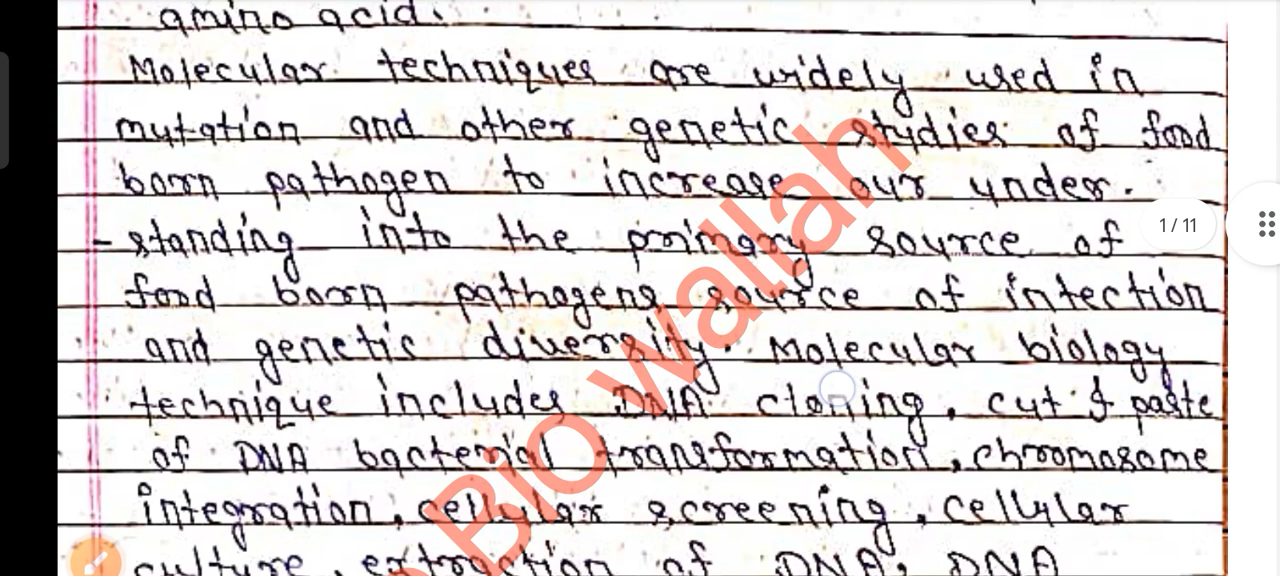 amino acid.
Molecular techniques are widely used in
mutation and other genetic studies of food
born pathogen to increase our under-
-standing into the primary source of
food born pathogens source of intection
and genetic diversity. Molecular biology
technique includes DNA cloning, cut & paste
of DNA bacterial transformation, chromosome
integration, cellular screening, cellular
culture, extraction of DNA, DNA
Bio wallah
1/11